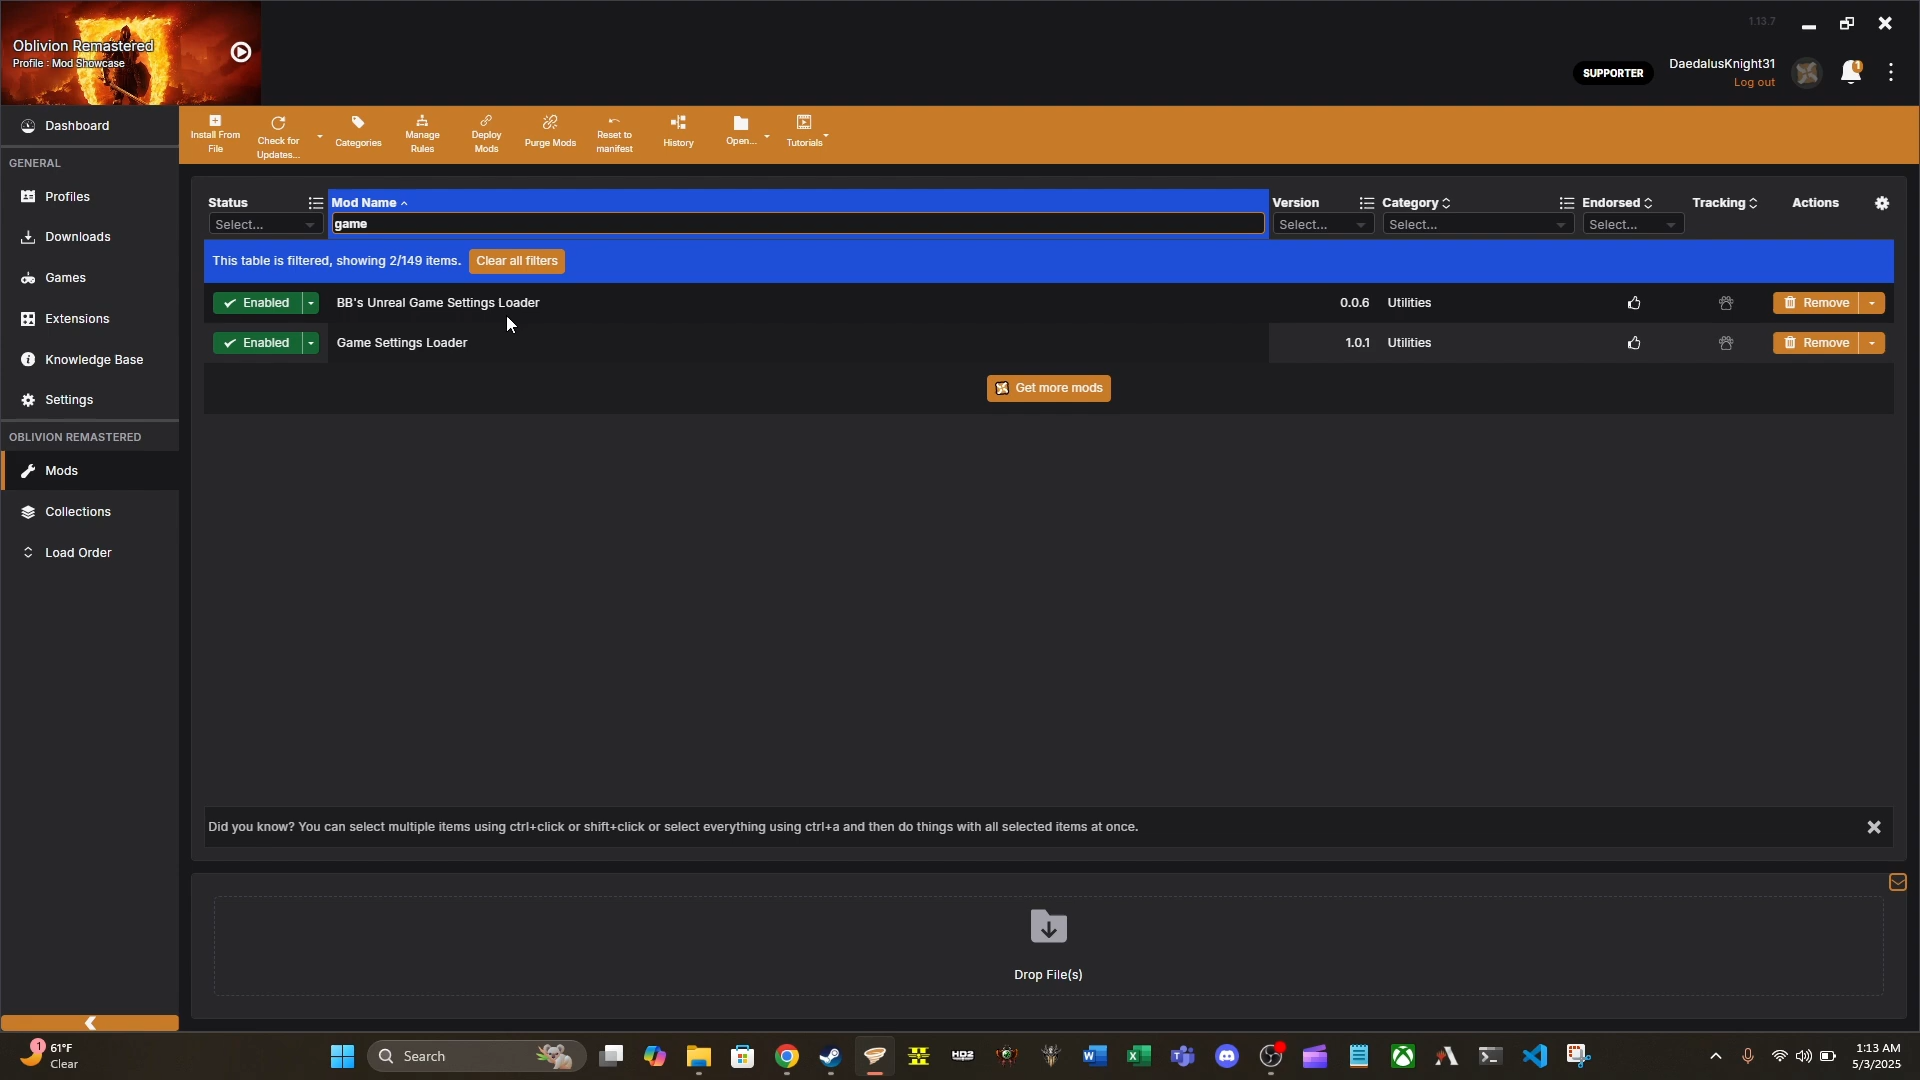 1.13.7
Oblivion Remastered
Profile : Mod Showcase
SUPPORTER
DaedalusKnight31
Log out
1
Dashboard
GENERAL
Profiles
Downloads
Games
Extensions
Knowledge Base
Settings
OBLIVION REMASTERED
Mods
Collections
Load Order
Install From
File
Check for
Updates...
Categories
Manage
Rules
Deploy
Mods
Purge Mods
Reset to
manifest
History
Open...
Tutorials
Status
Mod Name
Version
Category
Endorsed
Tracking
Actions
Select...
game
Select...
Select...
Select...
This table is filtered, showing 2/149 items.
Clear all filters
Enabled
BB's Unreal Game Settings Loader
0.0.6
Utilities
Remove
Enabled
Game Settings Loader
1.0.1
Utilities
Remove
Get more mods
Did you know? You can select multiple items using ctrl+click or shift+click or select everything using ctrl+a and then do things with all selected items at once.
Drop File(s)
1
61°F
Clear
Search
HD2
1:13 AM
5/3/2025